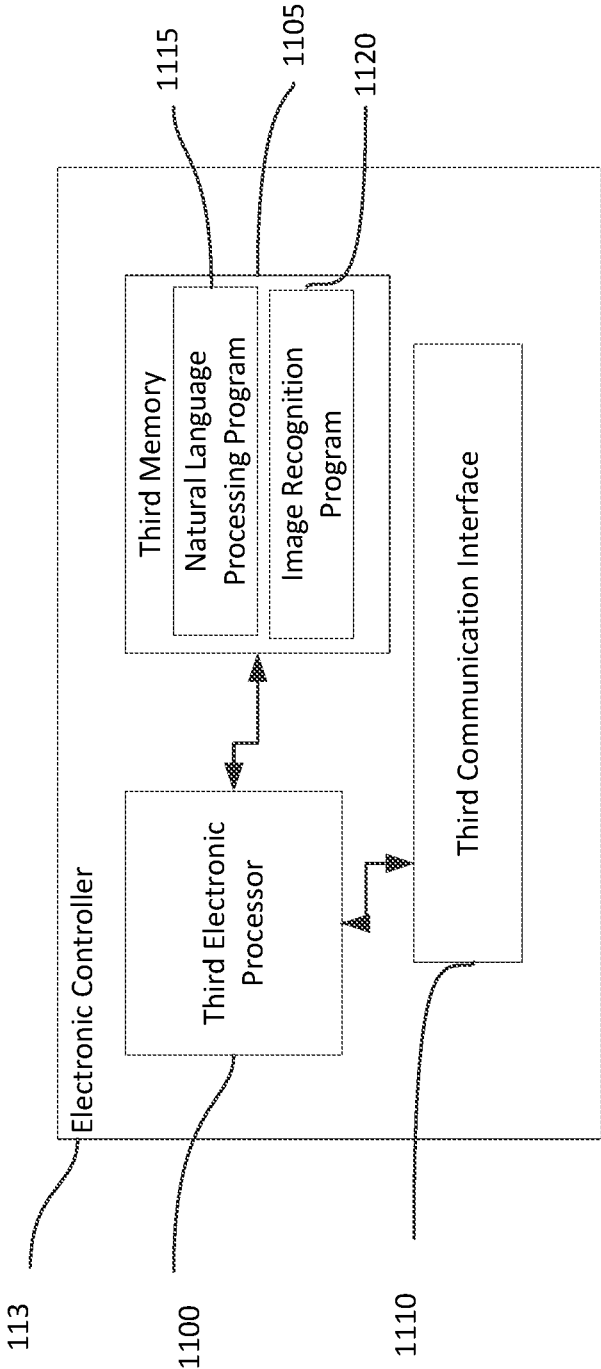 113
Electronic Controller
1100
Third Electronic
Processor
Third Memory
Natural Language
Processing Program
1115
1105
Image Recognition
Program
1120
1110
Third Communication Interface